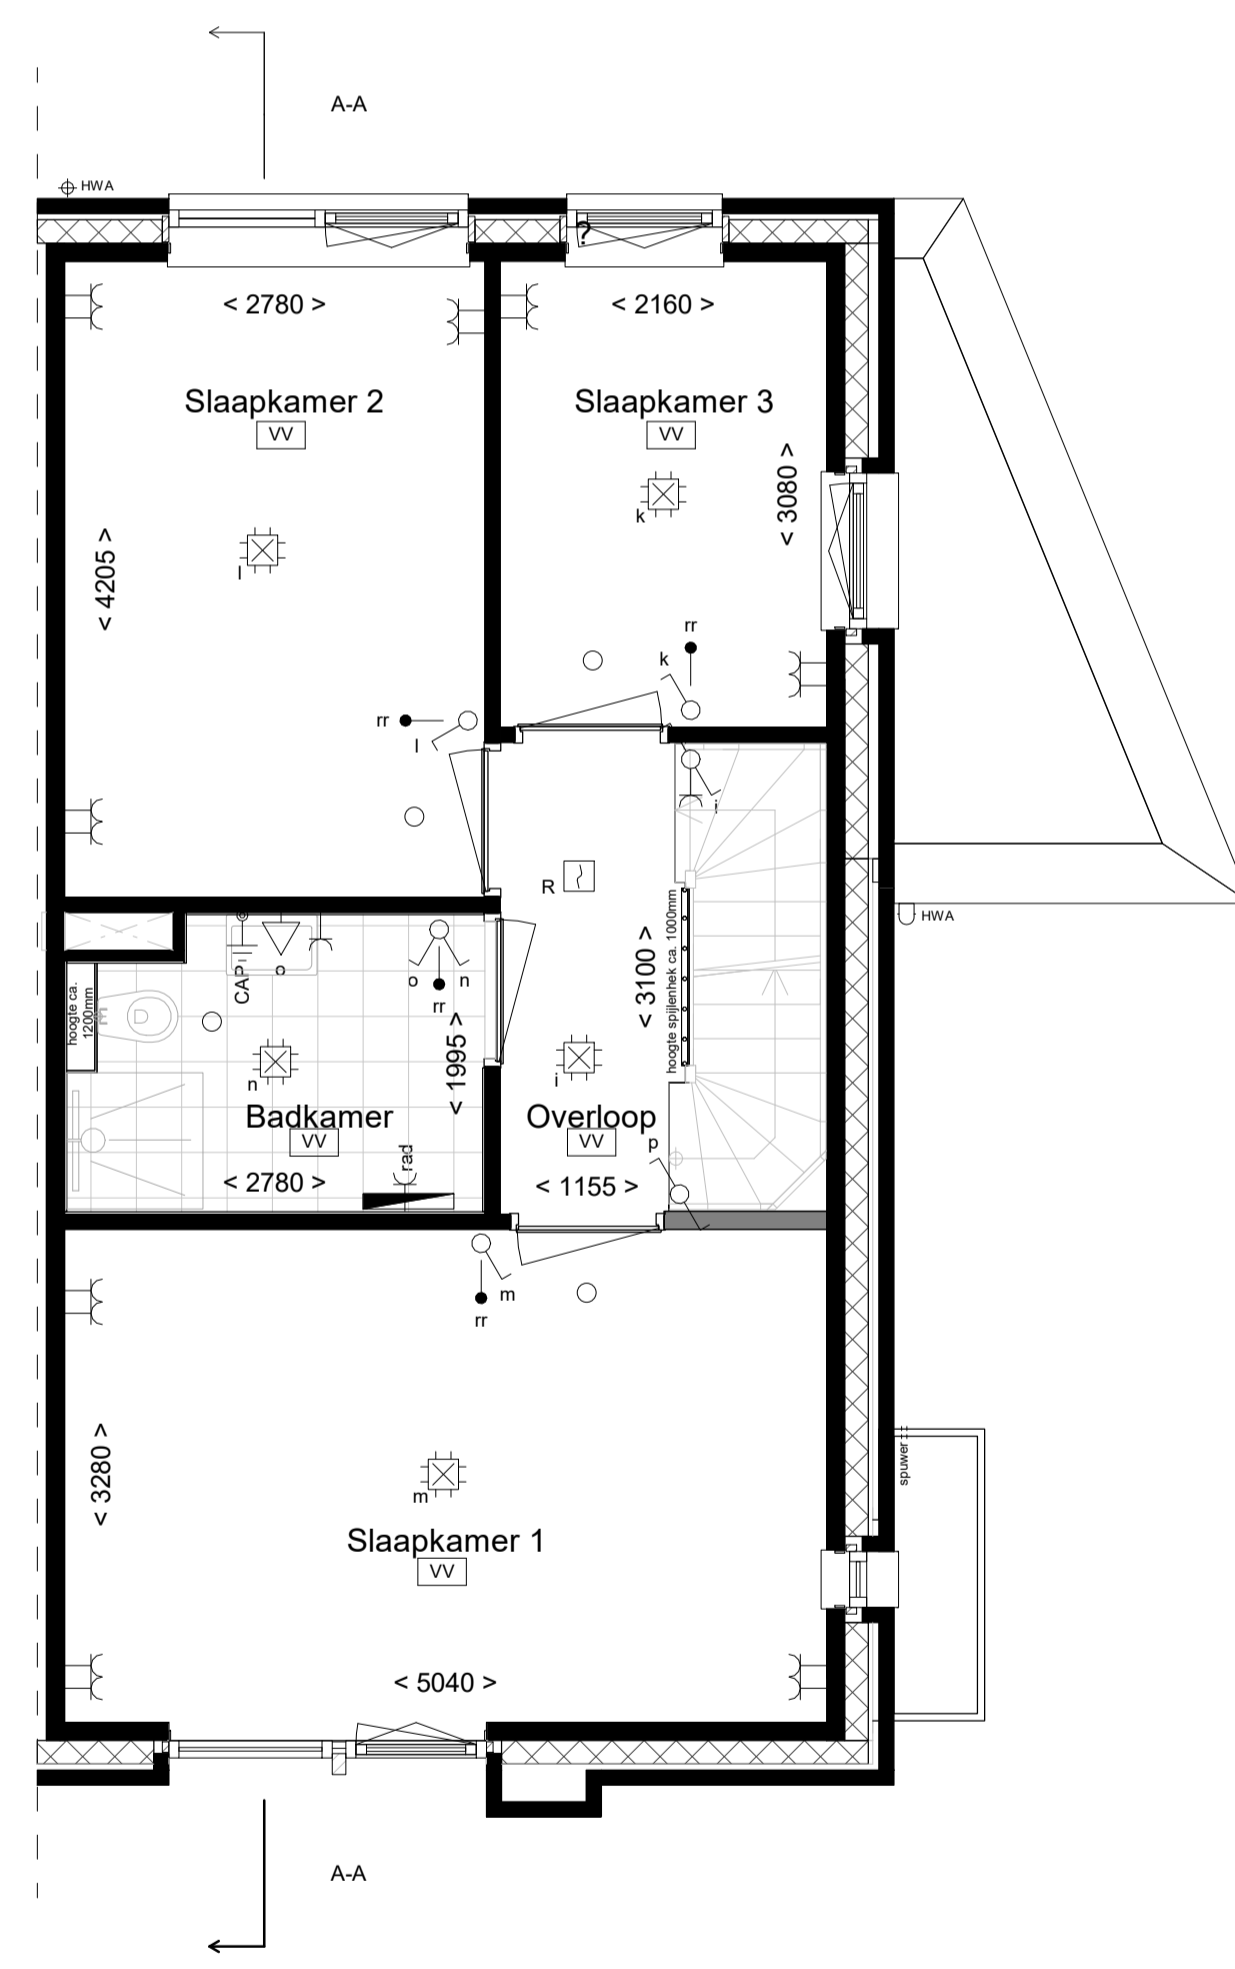 A-A
HWA
?
< 2780 >
< 2160 >
Slaapkamer 2
VV
Slaapkamer 3
VV
< 3080 >
k
< 4205 >
l
rr
k
rr
l
i
R
hoogte spijlenhek ca. 1000mm
HWA
< 3100 >
CAP
o
o
n
rr
hoogte ca.
1200mm
< 1995 >
n
i
Badkamer
VV
Overloop
VV
p
rad
< 2780 >
< 1155 >
m
rr
< 3280 >
spuwer
m
Slaapkamer 1
VV
< 5040 >
A-A